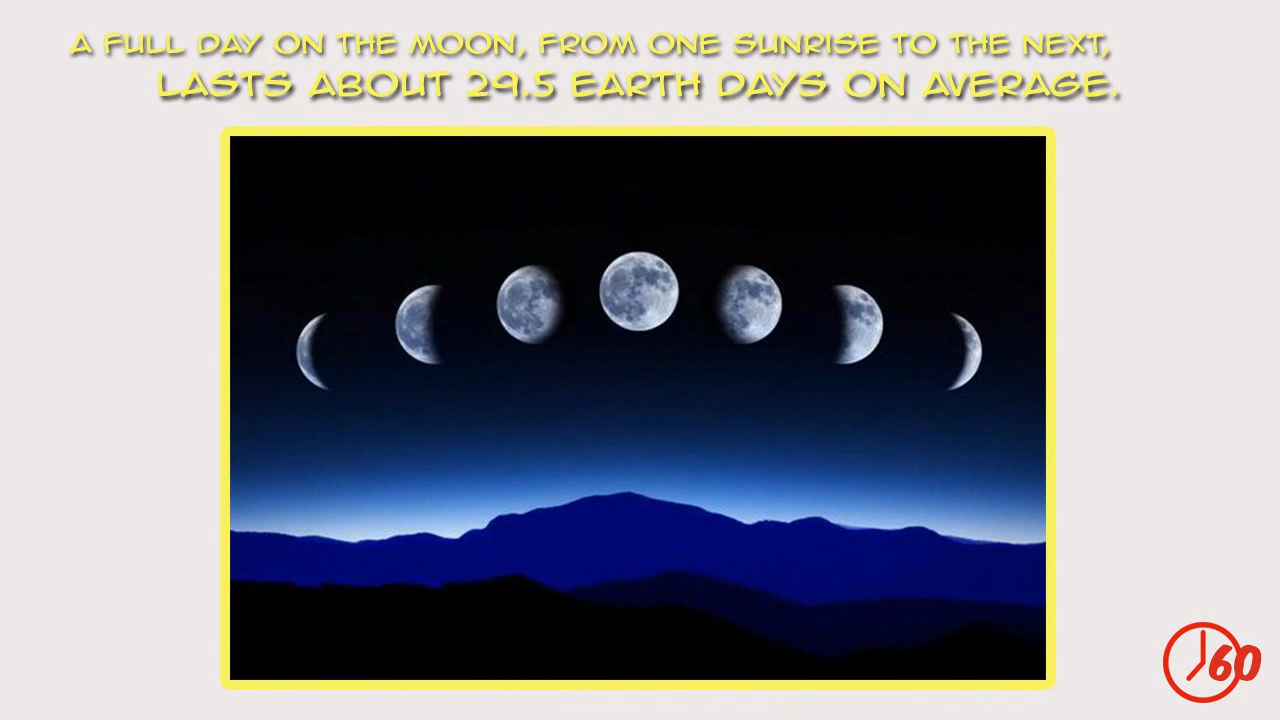 A FULL DAY ON THE MOON, FROM ONE SUNRISE TO THE NEXT,
LASTS ABOUT 29.5 EARTH DAYS ON AVERAGE.
60